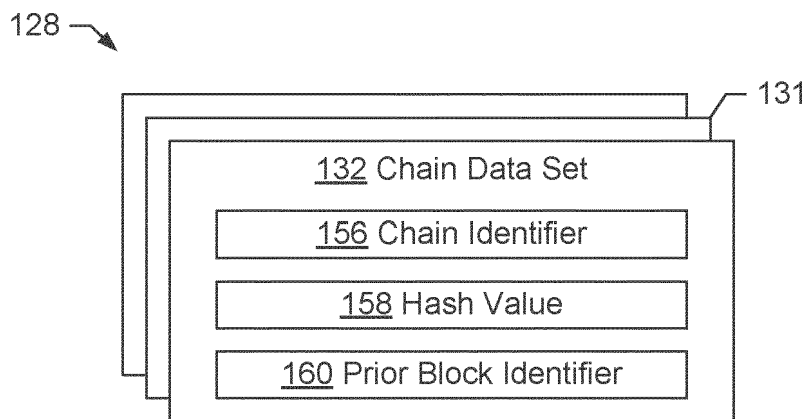 128
131
132 Chain Data Set
156 Chain Identifier
158 Hash Value
160 Prior Block Identifier